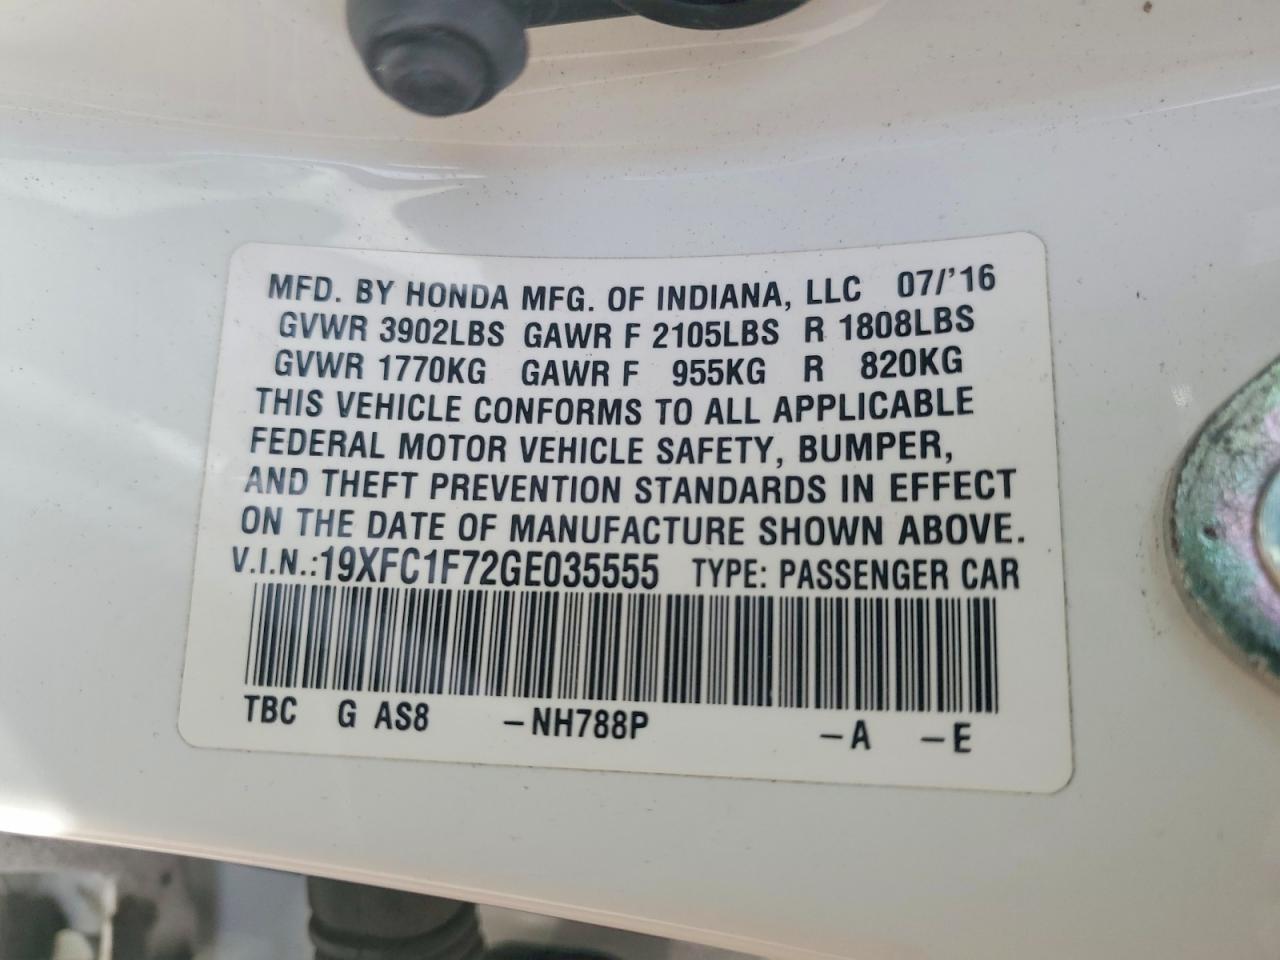 MFD. BY HONDA MFG. OF INDIANA, LLC 07/'16
GVWR 3902LBS GAWR F 2105LBS R 1808LBS
GVWR 1770KG GAWR F 955KG R 820KG
THIS VEHICLE CONFORMS TO ALL APPLICABLE
FEDERAL MOTOR VEHICLE SAFETY, BUMPER,
AND THEFT PREVENTION STANDARDS IN EFFECT
ON THE DATE OF MANUFACTURE SHOWN ABOVE.
V.I.N.:19XFC1F72GE035555 TYPE: PASSENGER CAR
TBC G AS8 -NH788P -A -E